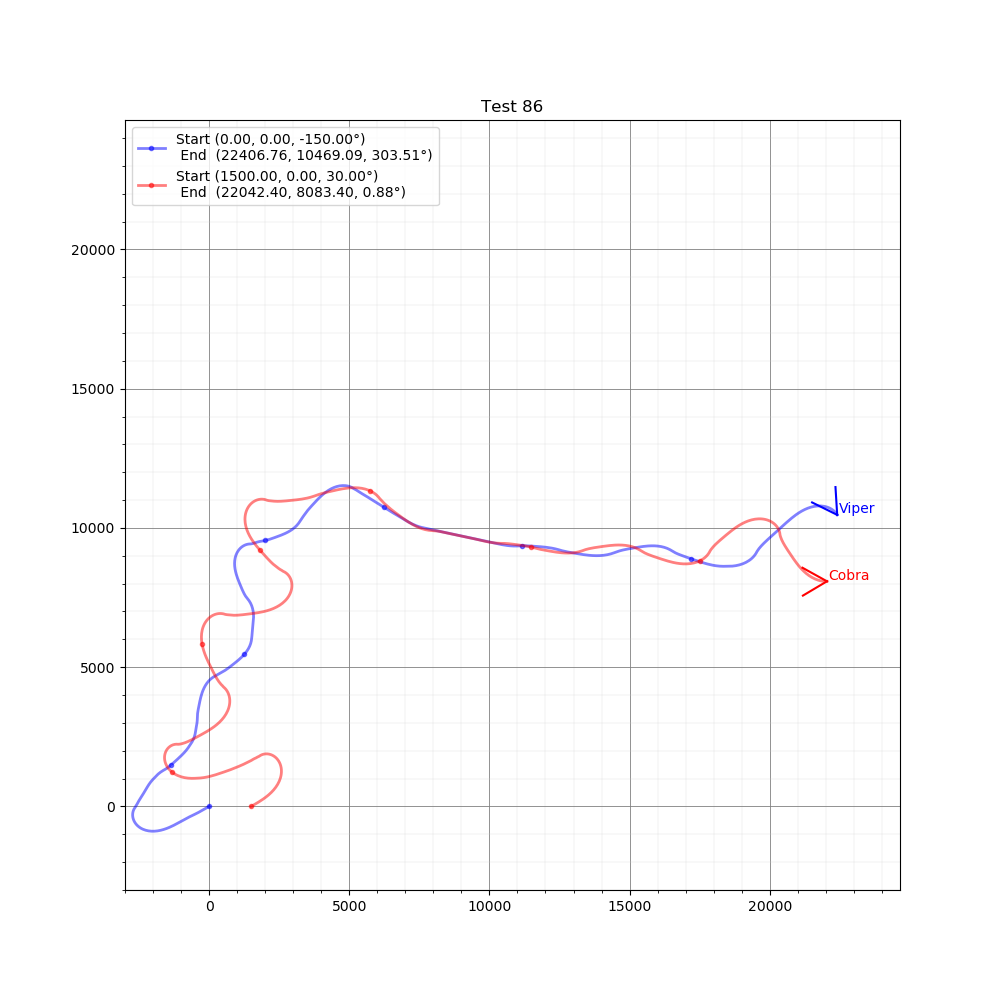 Test 86
Start (0.00, 0.00, -150.00°)
End (22406.76, 10469.09, 303.51°)
Start (1500.00, 0.00, 30.00°)
End (22042.40, 8083.40, 0.88°)
20000
15000
10000
5000
0
Viper
Cobra
0
5000
10000
15000
20000